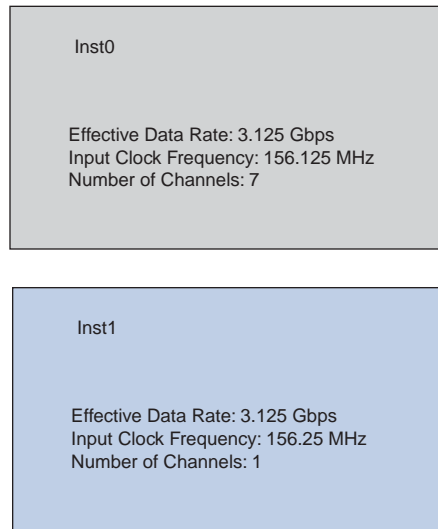 Inst0
Effective Data Rate: 3.125 Gbps
Input Clock Frequency: 156.125 MHz
Number of Channels: 7
Inst1
Effective Data Rate: 3.125 Gbps
Input Clock Frequency: 156.25 MHz
Number of Channels: 1